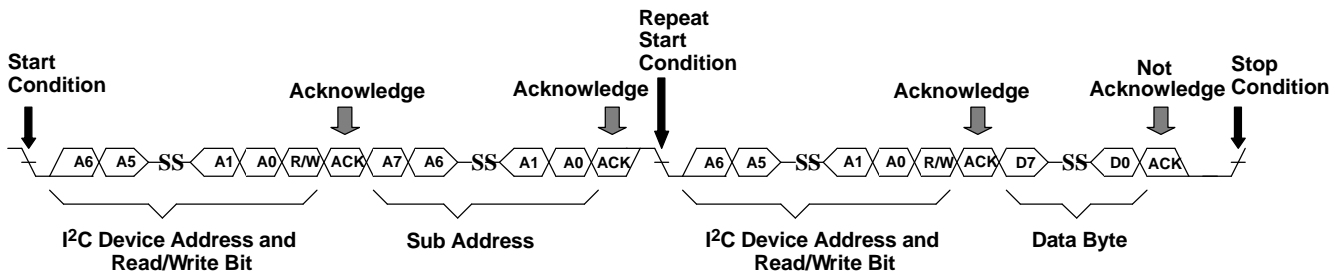 Start
Condition
Acknowledge
Acknowledge
Repeat
Start
Condition
Acknowledge
Not
Acknowledge
Stop
Condition
A6 A5 SS A1 A0 R/W ACK A7 A6 SS A1 A0 ACK A6 A5 SS A1 A0 R/W ACK D7 SS D0 ACK
I²C Device Address and
Read/Write Bit
Sub Address
I²C Device Address and
Read/Write Bit
Data Byte